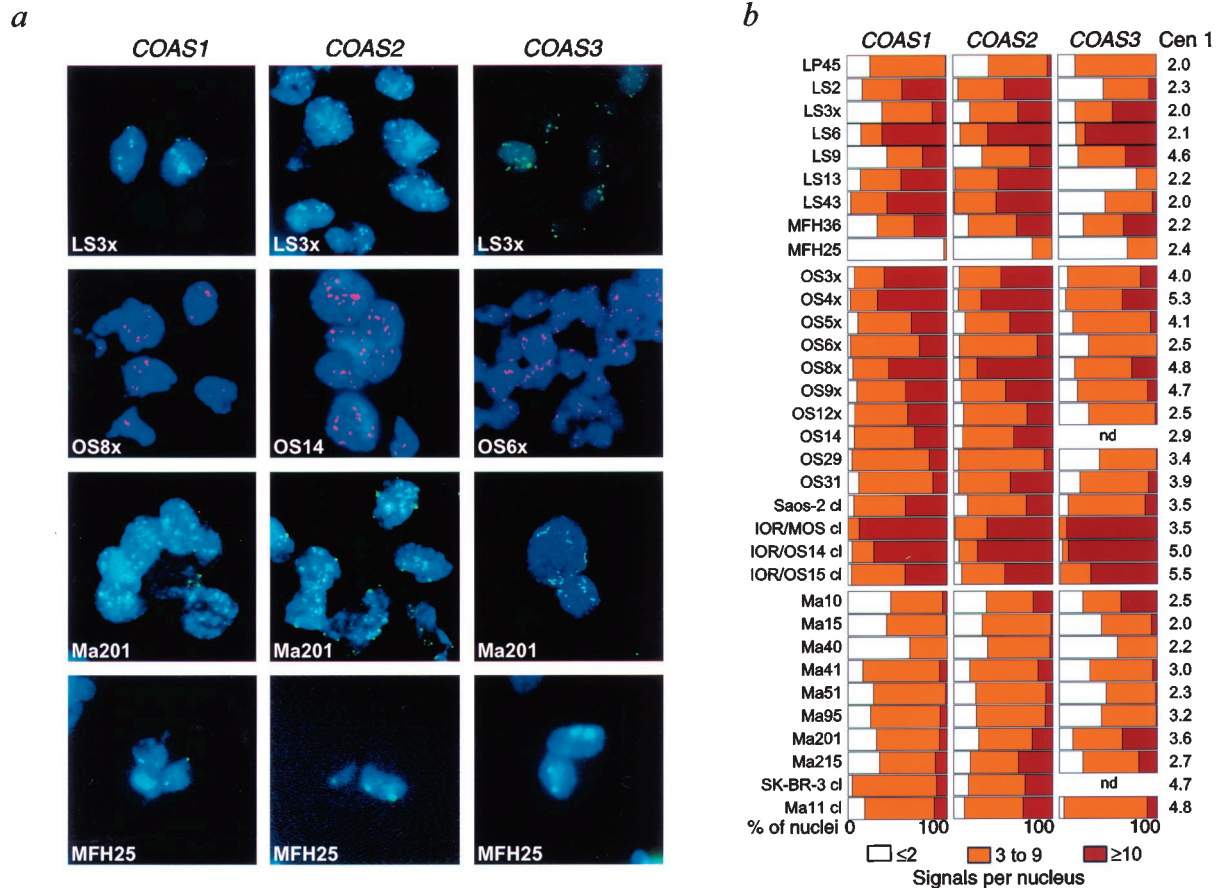 a
COAS1 COAS2 COAS3
LS3x LS3x LS3x
OS8x OS14 OS6x
Ma201 Ma201 Ma201
MFH25 MFH25 MFH25
b
COAS1 COAS2 COAS3 Cen 1
LP45 2.0
LS2 2.3
LS3x 2.0
LS6 2.1
LS9 4.6
LS13 2.2
LS43 2.0
MFH36 2.2
MFH25 2.4
OS3x 4.0
OS4x 5.3
OS5x 4.1
OS6x 2.5
OS8x 4.8
OS9x 4.7
OS12x 2.5
OS14 nd 2.9
OS29 3.4
OS31 3.9
Saos-2 cl 3.5
IOR/MOS cl 3.5
IOR/OS14 cl 5.0
IOR/OS15 cl 5.5
Ma10 2.5
Ma15 2.0
Ma40 2.2
Ma41 3.0
Ma51 2.3
Ma95 3.2
Ma201 3.6
Ma215 2.7
SK-BR-3 cl nd 4.7
Ma11 cl 4.8
% of nuclei 0 100 100 100
≤2 3 to 9 ≥10
Signals per nucleus